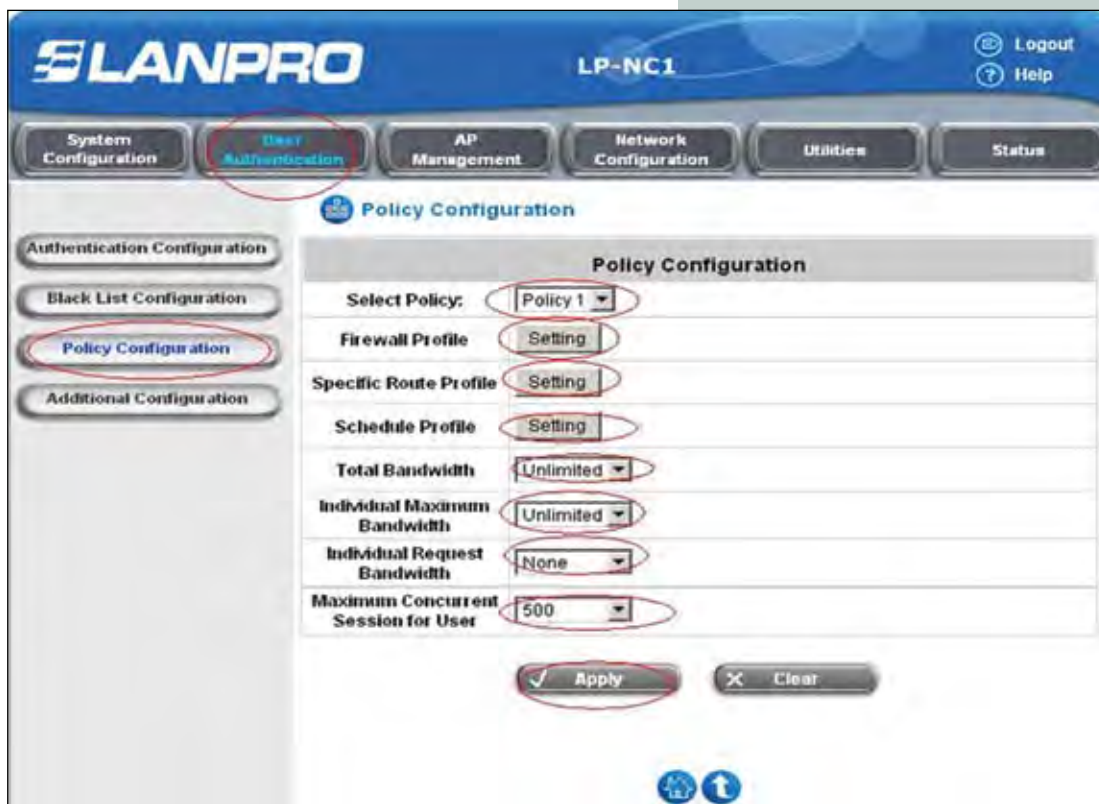 LANPRO
LP-NC1
Logout
Help
System
Configuration
User
Authentication
AP
Management
Network
Configuration
Utilities
Status
Policy Configuration
Authentication Configuration
Black List Configuration
Policy Configuration
Additional Configuration
Policy Configuration
Select Policy:
Policy 1
Firewall Profile
Setting
Specific Route Profile
Setting
Schedule Profile
Setting
Total Bandwidth
Unlimited
Individual Maximum
Bandwidth
Unlimited
Individual Request
Bandwidth
None
Maximum Concurrent
Session for User
500
Apply
Clear